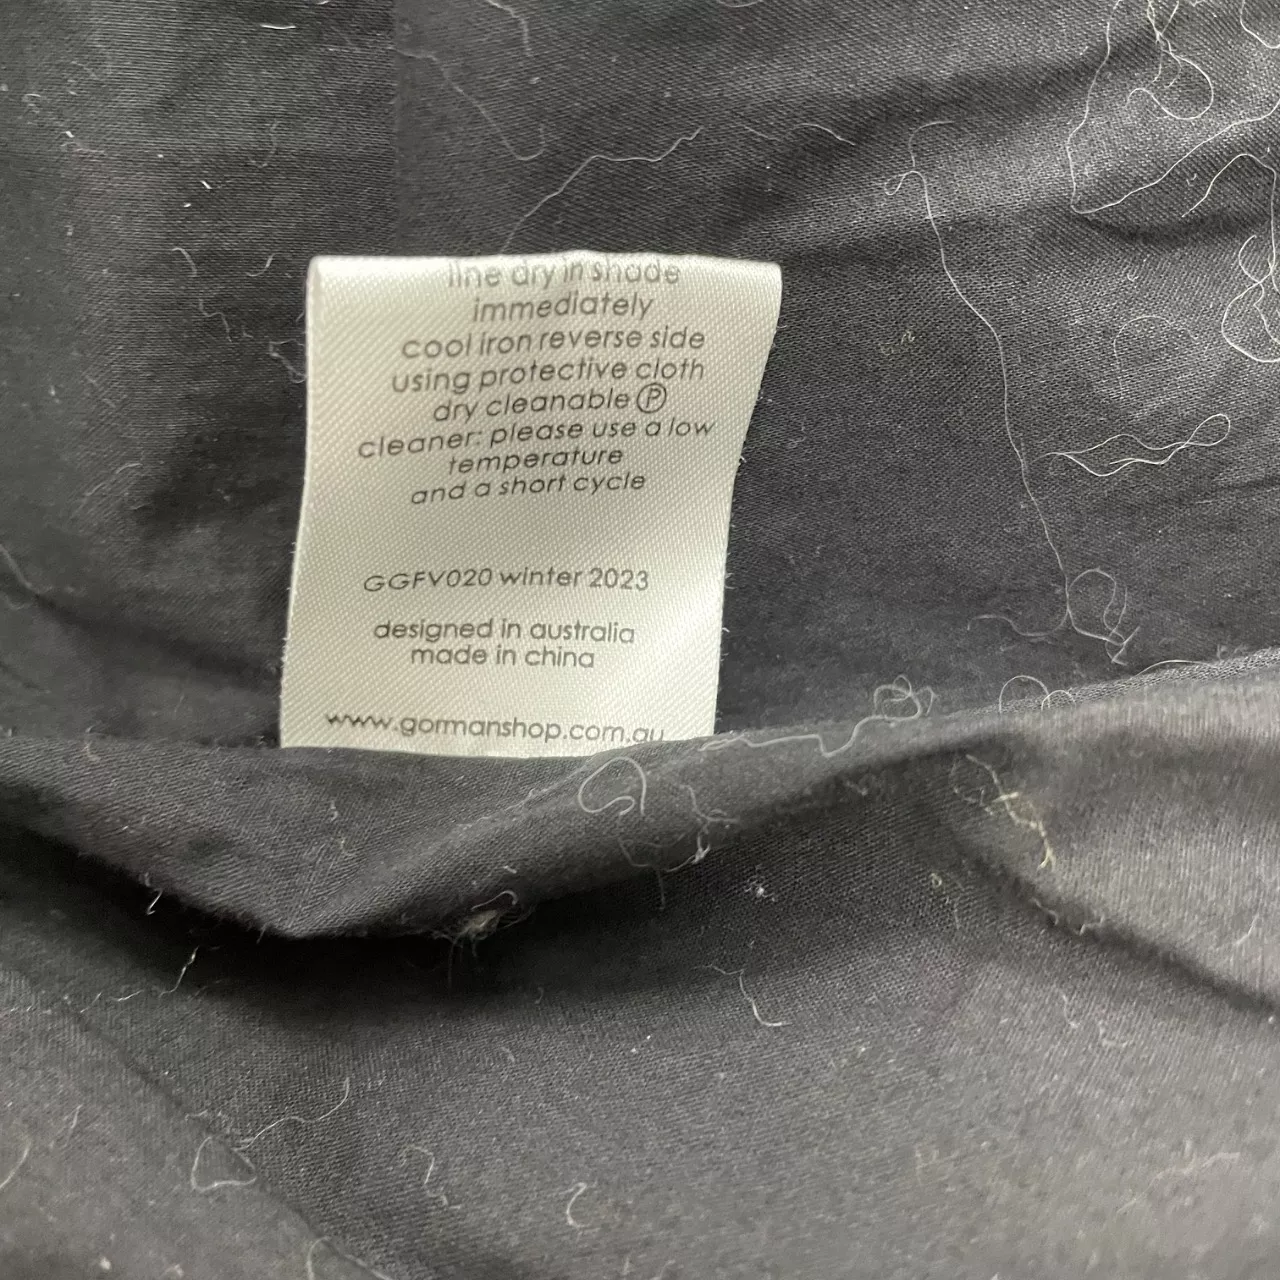 line dry in shade
immediately
cool iron reverse side
using protective cloth
dry cleanable Ⓟ
cleaner: please use a low
temperature
and a short cycle
GGFV020 winter 2023
designed in australia
made in china
www.gormanshop.com.au